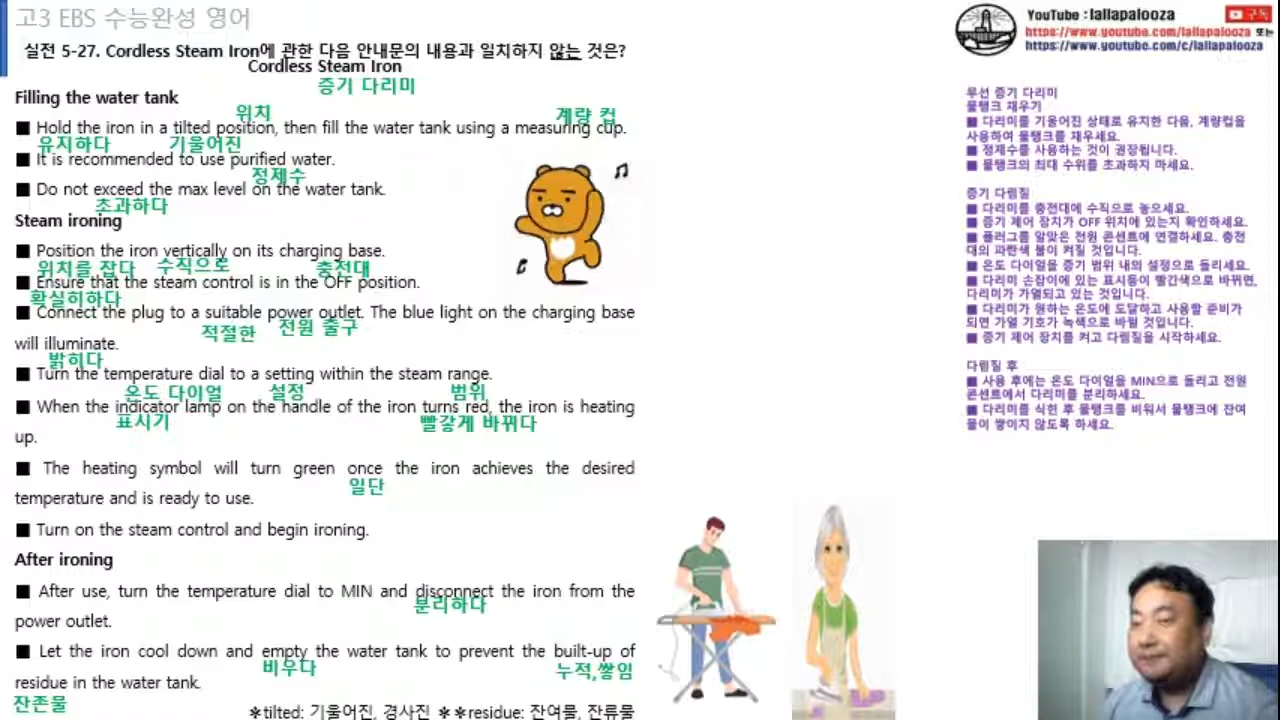 고3 EBS 수능완성 영어
실전 5-27. Cordless Steam Iron에 관한 다음 안내문의 내용과 일치하지 않는 것은?
Cordless Steam Iron
증기 다리미
Filling the water tank
위치
계량 컵
■ Hold the iron in a tilted position, then fill the water tank using a measuring cup.
유지하다 기울어진
■ It is recommended to use purified water.
정제수
■ Do not exceed the max level on the water tank.
초과하다
Steam ironing
■ Position the iron vertically on its charging base.
위치를 잡다 수직으로 충전대
■ Ensure that the steam control is in the OFF position.
확실히하다
■ Connect the plug to a suitable power outlet. The blue light on the charging base
적절한 전원 출구
will illuminate.
밝히다
■ Turn the temperature dial to a setting within the steam range.
온도 다이얼 설정 범위
■ When the indicator lamp on the handle of the iron turns red, the iron is heating
표시기 빨갛게 바뀌다
up.
■ The heating symbol will turn green once the iron achieves the desired
일단
temperature and is ready to use.
■ Turn on the steam control and begin ironing.
After ironing
■ After use, turn the temperature dial to MIN and disconnect the iron from the
분리하다
power outlet.
■ Let the iron cool down and empty the water tank to prevent the built-up of
비우다 누적,쌓임
residue in the water tank.
잔존물
＊tilted: 기울어진, 경사진 ＊＊residue: 잔여물, 잔류물
YouTube : lallapalooza
구독
https://www.youtube.com/lallapalooza 또는
https://www.youtube.com/c/lallapalooza
무선 증기 다리미
물탱크 채우기
■ 다리미를 기울어진 상태로 유지한 다음, 계량컵을
사용하여 물탱크를 채우세요.
■ 정제수를 사용하는 것이 권장됩니다.
■ 물탱크의 최대 수위를 초과하지 마세요.
증기 다림질
■ 다리미를 충전대에 수직으로 놓으세요.
■ 증기 제어 장치가 OFF 위치에 있는지 확인하세요.
■ 플러그를 알맞은 전원 콘센트에 연결하세요. 충전
대의 파란색 불이 켜질 것입니다.
■ 온도 다이얼을 증기 범위 내의 설정으로 돌리세요.
■ 다리미 손잡이에 있는 표시등이 빨간색으로 바뀌면,
다리미가 가열되고 있는 것입니다.
■ 다리미가 원하는 온도에 도달하고 사용할 준비가
되면 가열 기호가 녹색으로 바뀔 것입니다.
■ 증기 제어 장치를 켜고 다림질을 시작하세요.
다림질 후
■ 사용 후에는 온도 다이얼을 MIN으로 돌리고 전원
콘센트에서 다리미를 분리하세요.
■ 다리미를 식힌 후 물탱크를 비워서 물탱크에 잔여
물이 쌓이지 않도록 하세요.